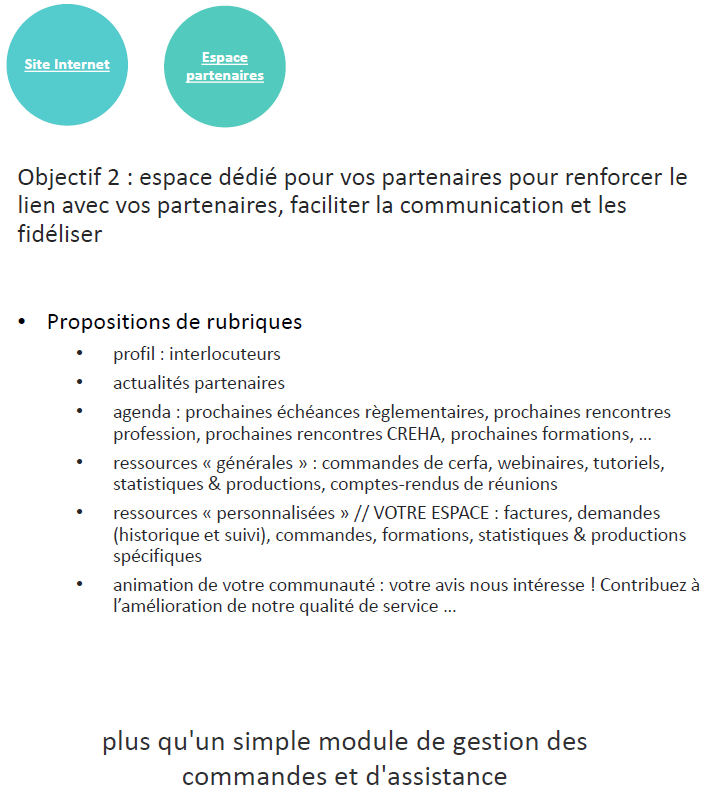 Site Internet
Espace
partenaires
Objectif 2 : espace dédié pour vos partenaires pour renforcer le
lien avec vos partenaires, faciliter la communication et les
fidéliser
• Propositions de rubriques
• profil : interlocuteurs
• actualités partenaires
• agenda : prochaines échéances règlementaires, prochaines rencontres
profession, prochaines rencontres CREHA, prochaines formations, …
• ressources « générales » : commandes de cerfa, webinaires, tutoriels,
statistiques & productions, comptes-rendus de réunions
• ressources « personnalisées » // VOTRE ESPACE : factures, demandes
(historique et suivi), commandes, formations, statistiques & productions
spécifiques
• animation de votre communauté : votre avis nous intéresse ! Contribuez à
l’amélioration de notre qualité de service …
plus qu'un simple module de gestion des
commandes et d'assistance